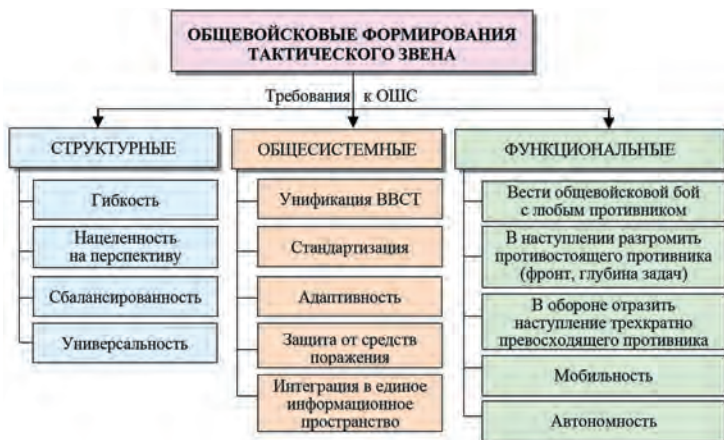 ОБЩЕВОЙСКОВЫЕ ФОРМИРОВАНИЯ
ТАКТИЧЕСКОГО ЗВЕНА
Требования к ОШС
СТРУКТУРНЫЕ
Гибкость
Нацеленность
на перспективу
Сбалансированность
Универсальность
ОБЩЕСИСТЕМНЫЕ
Унификация ВВСТ
Стандартизация
Адаптивность
Защита от средств
поражения
Интеграция в единое
информационное
пространство
ФУНКЦИОНАЛЬНЫЕ
Вести общевойсковой бой
с любым противником
В наступлении разгромить
противостоящего противника
(фронт, глубина задач)
В обороне отразить
наступление трехкратно
превосходящего противника
Мобильность
Автономность